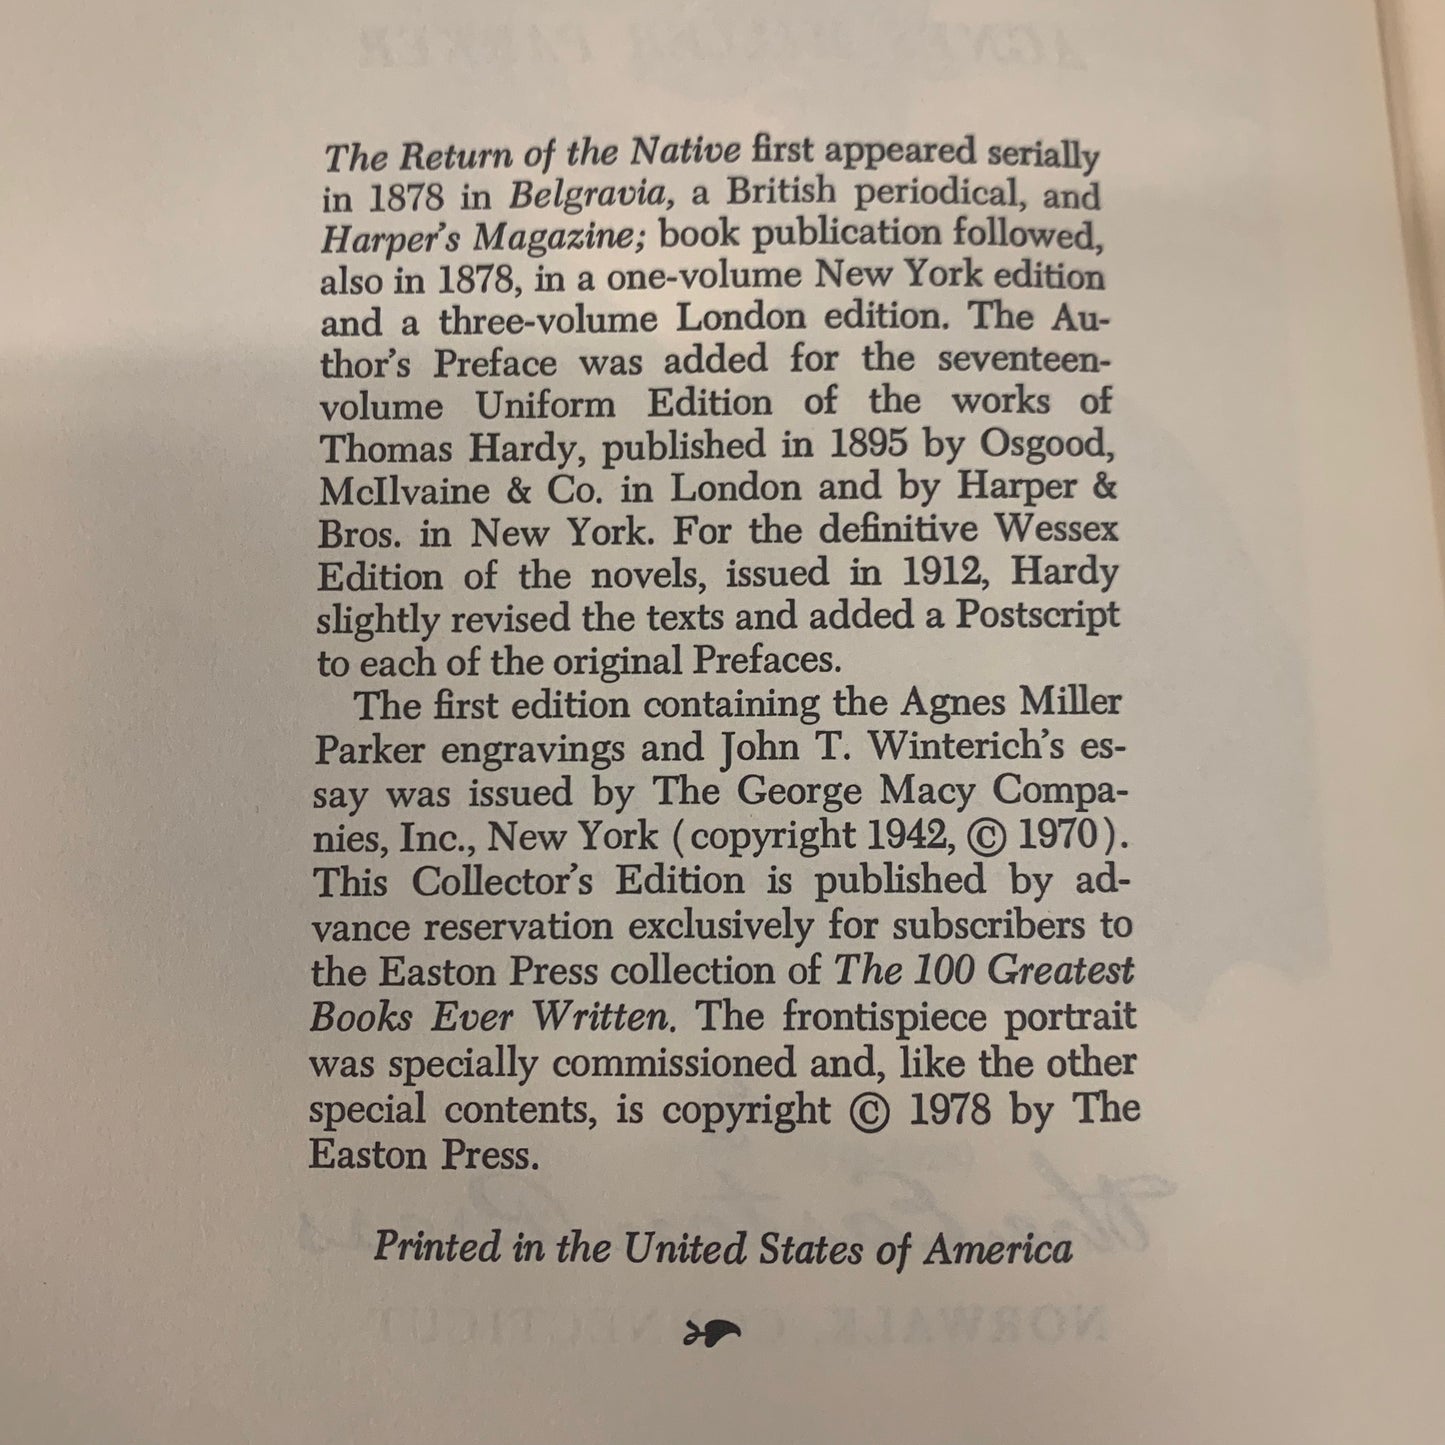 The Return of the Native first appeared serially
in 1878 in Belgravia, a British periodical, and
Harper's Magazine; book publication followed,
also in 1878, in a one-volume New York edition
and a three-volume London edition. The Au-
thor's Preface was added for the seventeen-
volume Uniform Edition of the works of
Thomas Hardy, published in 1895 by Osgood,
McIlvaine & Co. in London and by Harper &
Bros. in New York. For the definitive Wessex
Edition of the novels, issued in 1912, Hardy
slightly revised the texts and added a Postscript
to each of the original Prefaces.
The first edition containing the Agnes Miller
Parker engravings and John T. Winterich's es-
say was issued by The George Macy Compa-
nies, Inc., New York (copyright 1942, © 1970).
This Collector's Edition is published by ad-
vance reservation exclusively for subscribers to
the Easton Press collection of The 100 Greatest
Books Ever Written. The frontispiece portrait
was specially commissioned and, like the other
special contents, is copyright © 1978 by The
Easton Press.
Printed in the United States of America